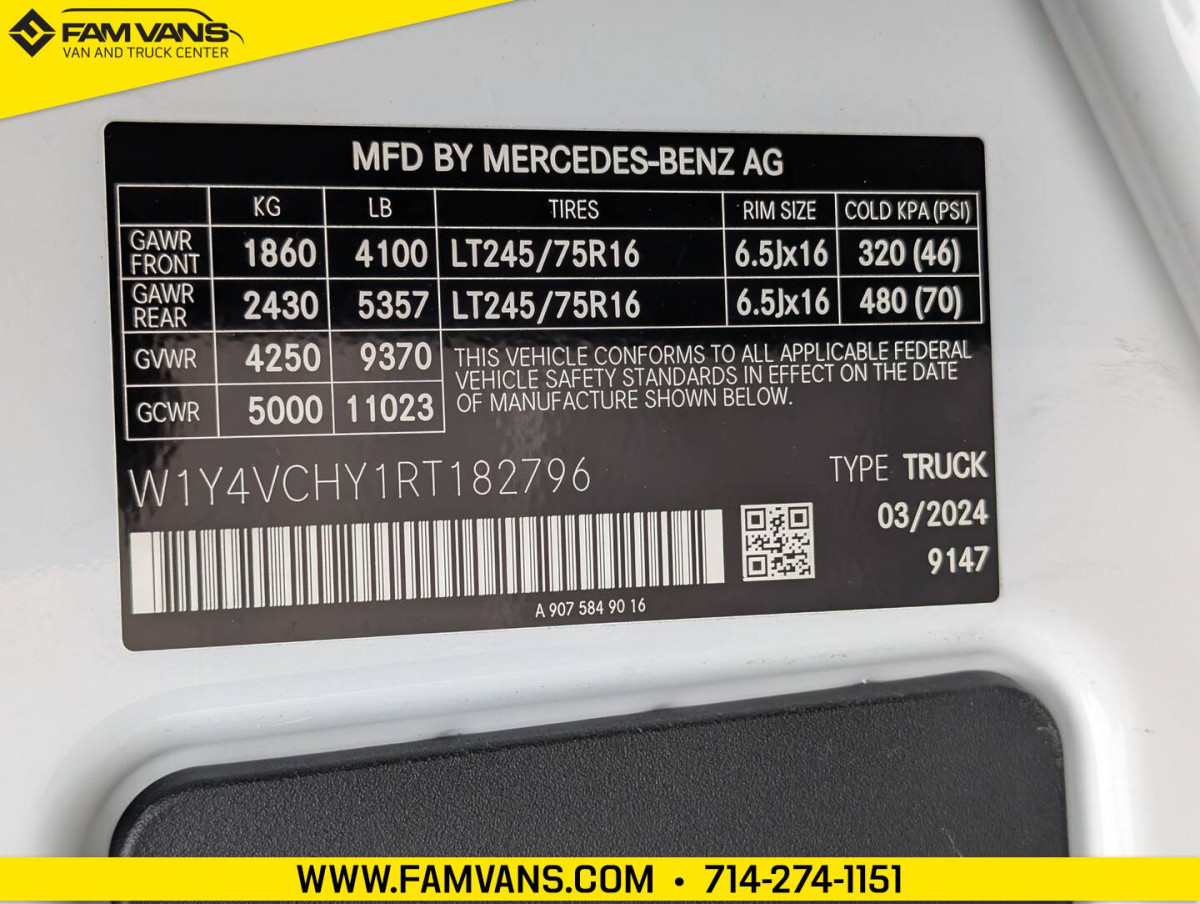 FAM VANS
VAN AND TRUCK CENTER
MFD BY MERCEDES-BENZ AG
KG LB TIRES RIM SIZE COLD KPA (PSI)
GAWR FRONT 1860 4100 LT245/75R16 6.5Jx16 320 (46)
GAWR REAR 2430 5357 LT245/75R16 6.5Jx16 480 (70)
GVWR 4250 9370
GCWR 5000 11023
THIS VEHICLE CONFORMS TO ALL APPLICABLE FEDERAL
VEHICLE SAFETY STANDARDS IN EFFECT ON THE DATE
OF MANUFACTURE SHOWN BELOW.
W1Y4VCHY1RT182796
TYPE TRUCK
03/2024
9147
A 907 584 90 16
WWW.FAMVANS.COM • 714-274-1151